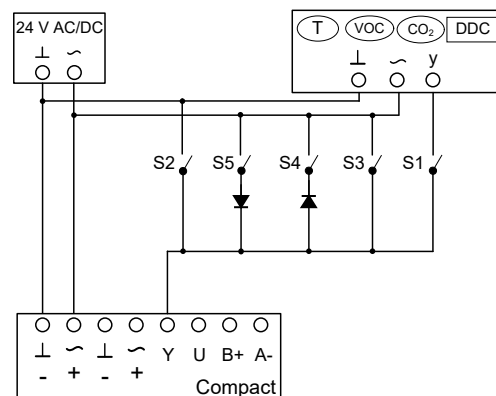 24 V AC/DC
⊥ ~
T VOC CO₂ DDC
⊥ ~ y
S2 S5 S4 S3 S1
⊥ ~ ⊥ ~ Y U B+ A-
- + - +
Compact